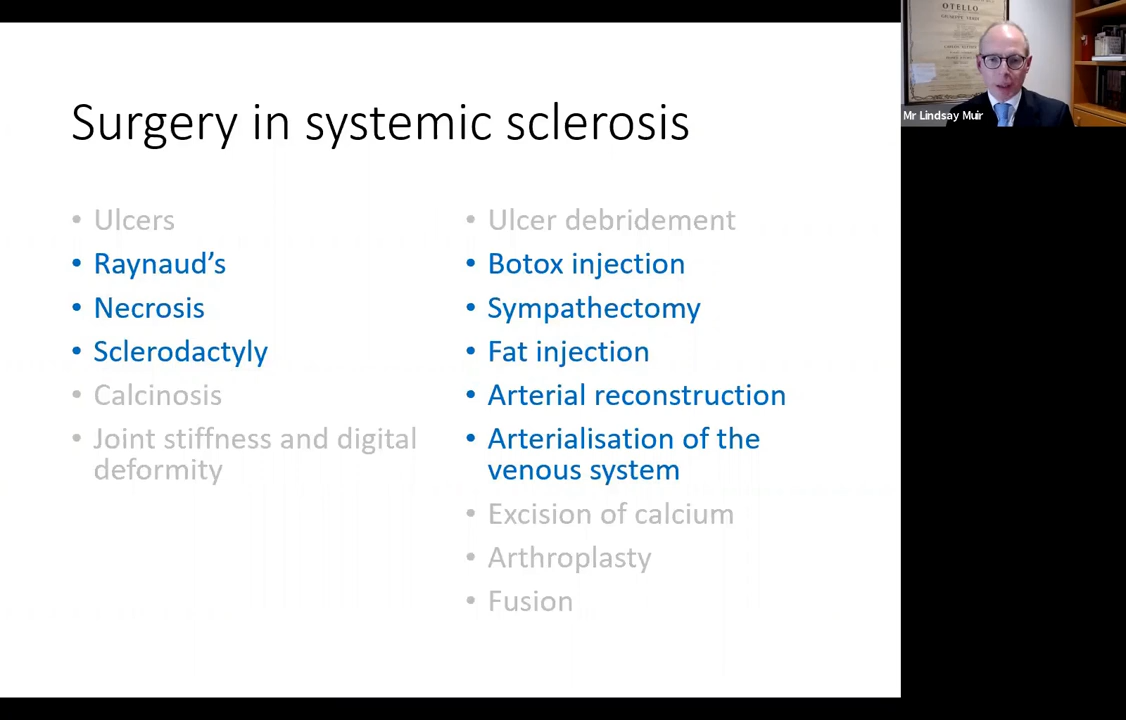 Surgery in systemic sclerosis
• Ulcers
• Raynaud’s
• Necrosis
• Sclerodactyly
• Calcinosis
• Joint stiffness and digital
deformity
• Ulcer debridement
• Botox injection
• Sympathectomy
• Fat injection
• Arterial reconstruction
• Arterialisation of the
venous system
• Excision of calcium
• Arthroplasty
• Fusion
OTELLO
Mr Lindsay Muir